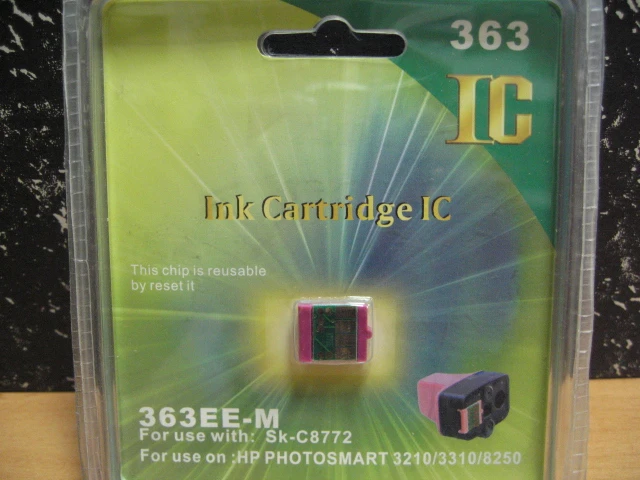 363
IC
Ink Cartridge IC
This chip is reusable
by reset it
363EE-M
For use with: Sk-C8772
For use on :HP PHOTOSMART 3210/3310/8250